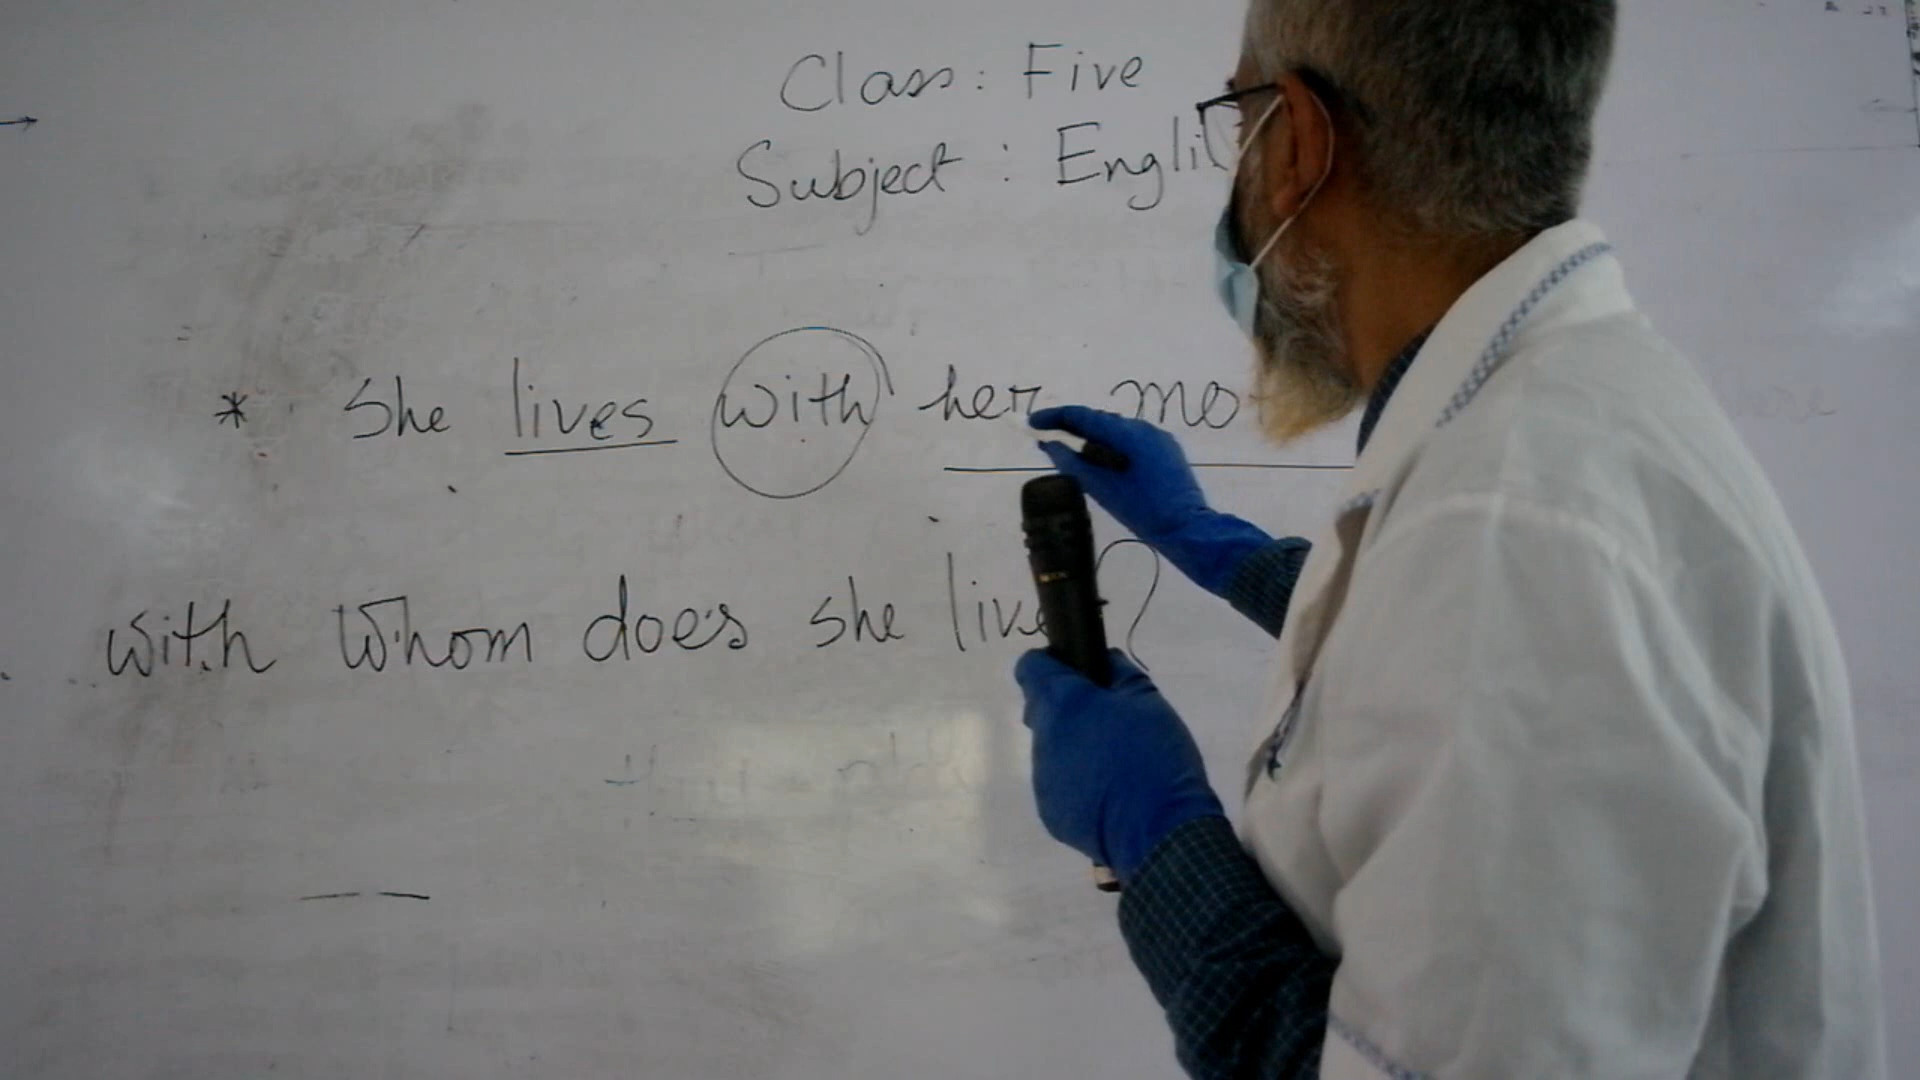 Class: Five
Subject: Engli
* She lives with her mo
with Whom does she live?